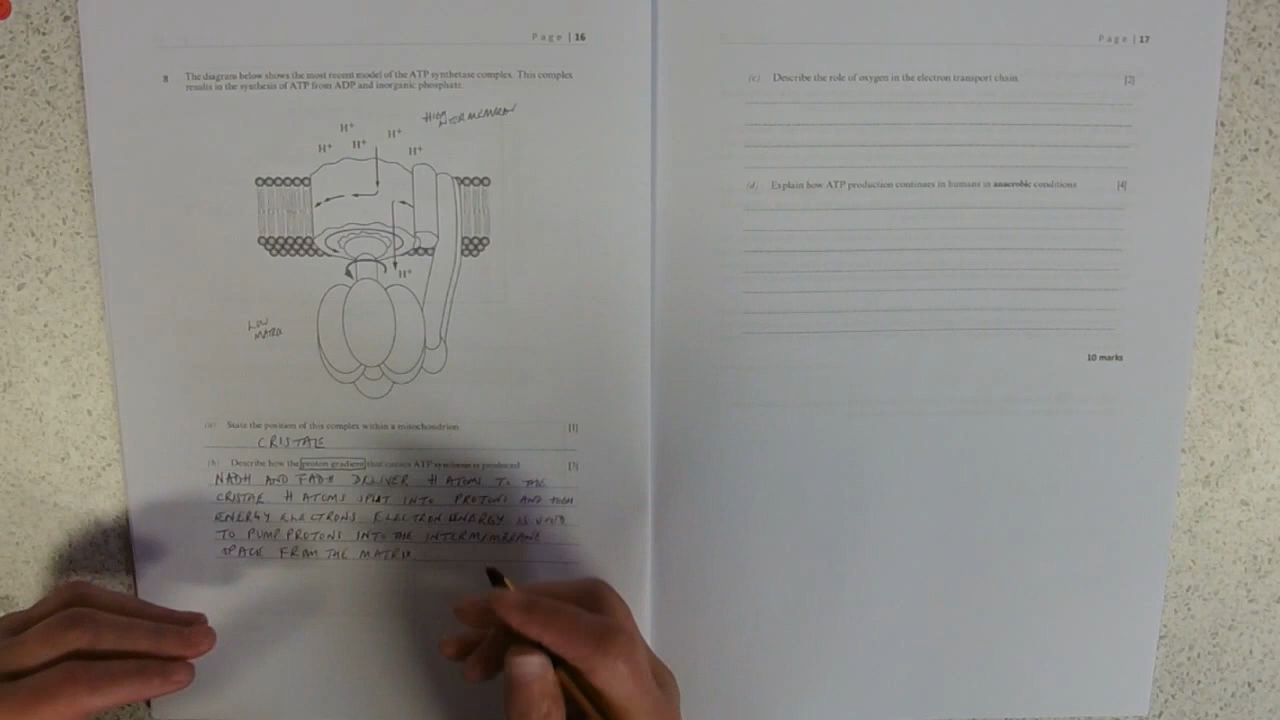 Page | 16
8 The diagram below shows the most recent model of the ATP synthetase complex. This complex
results in the synthesis of ATP from ADP and inorganic phosphate.
HIGH
INTERMEMBRAN
H⁺ H⁺
H⁺ H⁺ H⁺
H⁺
LOW
MATRIX
(a) State the position of this complex within a mitochondrion. [1]
CRISTAE
(b) Describe how the proton gradient that causes ATP synthesis is produced. [3]
NADH AND FADH DELIVER H ATOMS TO THE
CRISTAE H ATOMS SPLIT INTO PROTONS AND HIGH
ENERGY ELECTRONS ELECTRON ENERGY IS USED
TO PUMP PROTONS INTO THE INTERMEMBRANE
SPACE FROM THE MATRIX
Page | 17
(c) Describe the role of oxygen in the electron transport chain. [2]
(d) Explain how ATP production continues in humans in anaerobic conditions. [4]
10 marks